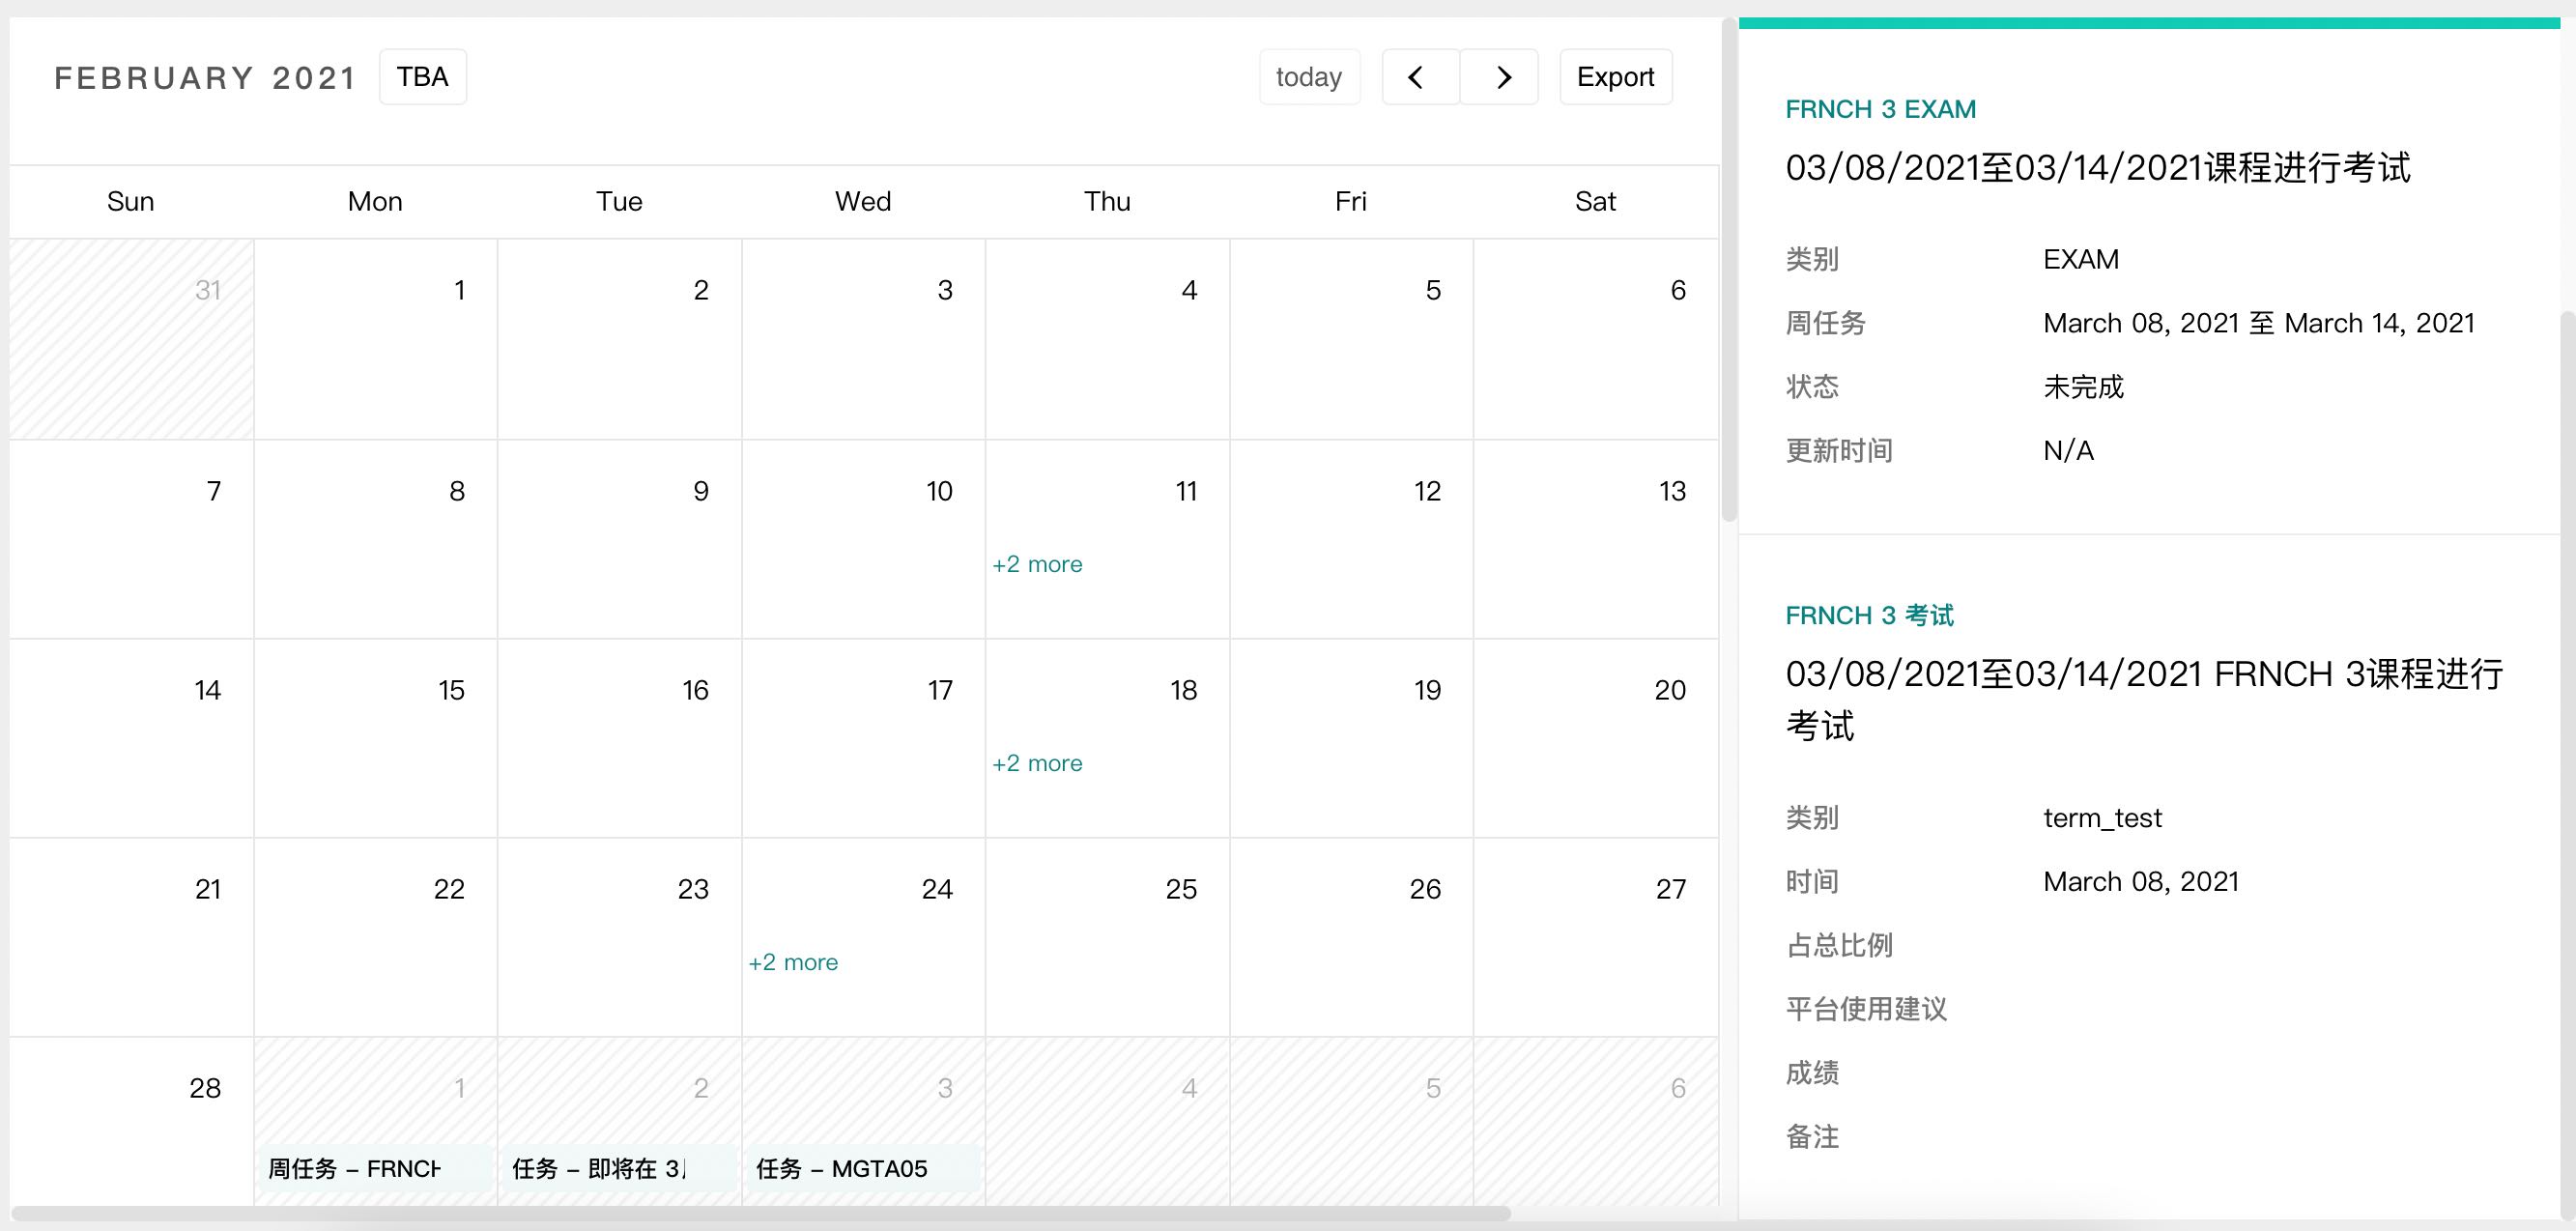 FEBRUARY 2021 TBA today Export
Sun Mon Tue Wed Thu Fri Sat
31 1 2 3 4 5 6
7 8 9 10 11 12 13
+2 more
14 15 16 17 18 19 20
+2 more
21 22 23 24 25 26 27
+2 more
28 1 2 3 4 5 6
周任务 – FRNCH 任务 – 即将在 3 任务 – MGTA05
FRNCH 3 EXAM
03/08/2021至03/14/2021课程进行考试
类别 EXAM
周任务 March 08, 2021 至 March 14, 2021
状态 未完成
更新时间 N/A
FRNCH 3 考试
03/08/2021至03/14/2021 FRNCH 3课程进行
考试
类别 term_test
时间 March 08, 2021
占总比例
平台使用建议
成绩
备注